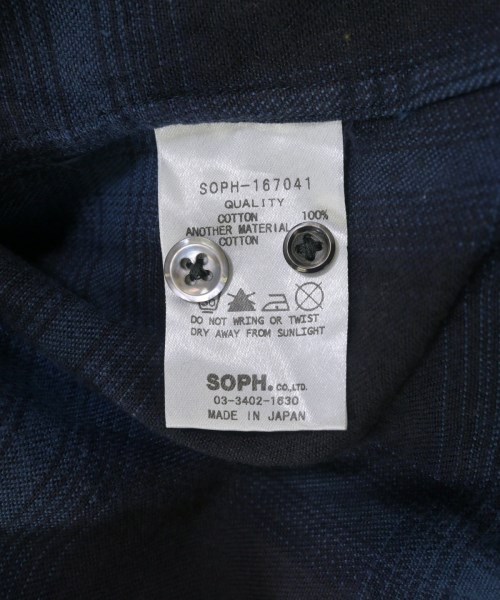 SOPH-167041
QUALITY
COTTON 100%
ANOTHER MATERIAL
COTTON
DO NOT WRING OR TWIST
DRY AWAY FROM SUNLIGHT
SOPH. CO.,LTD.
03-3402-1630
MADE IN JAPAN